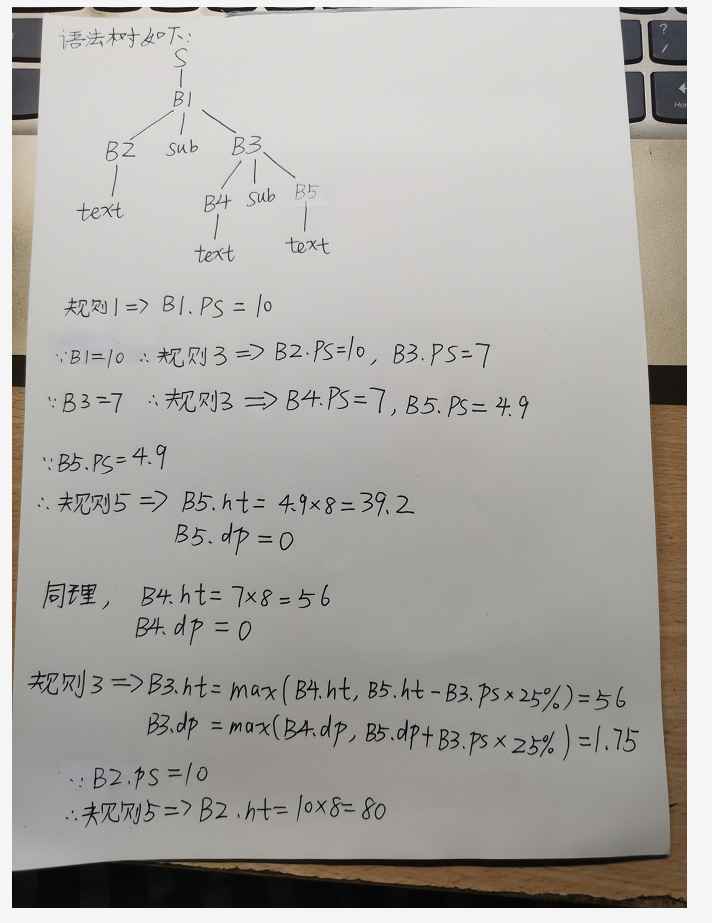 语法树如下:
S
B1
B2 sub B3
text B4 sub B5
text text
规则1=> B1.PS=10
∵B1=10 ∴规则3=> B2.PS=10, B3.PS=7
∵B3=7 ∴规则3=> B4.PS=7, B5.PS=4.9
∵B5.PS=4.9
∴规则5=> B5.ht=4.9×8=39.2
B5.dp=0
同理, B4.ht=7×8=56
B4.dp=0
规则3=>B3.ht=max(B4.ht, B5.ht-B3.ps×25%)=56
B3.dp=max(B4.dp, B5.dp+B3.ps×25%)=1.75
∵B2.ps=10
∴规则5=>B2.ht=10×8=80
?
/
Hom